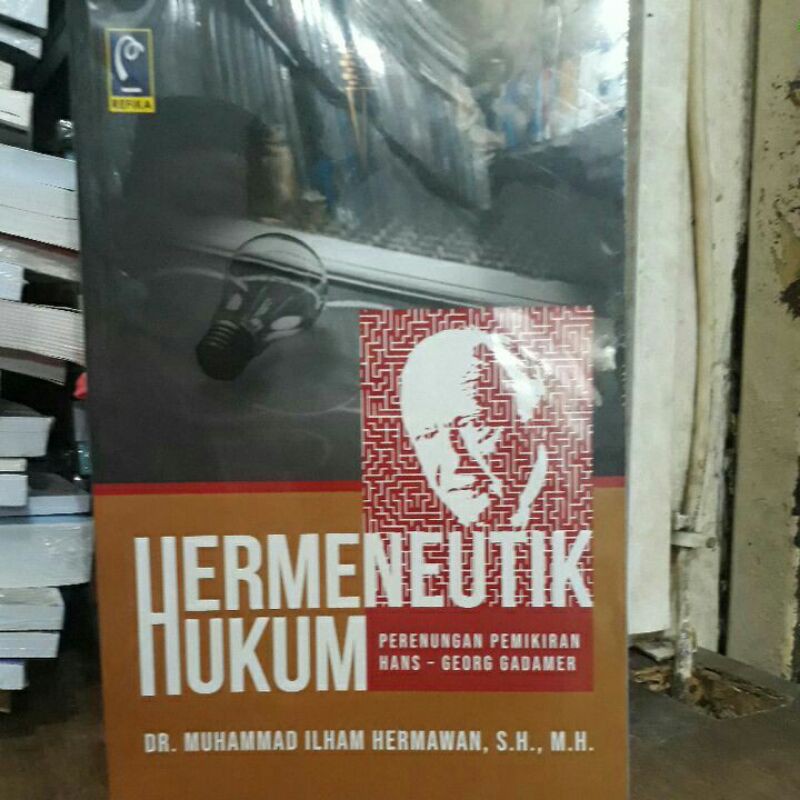 REFIKA
HERMENEUTIK
HUKUM
PERENUNGAN PEMIKIRAN
HANS - GEORG GADAMER
DR. MUHAMMAD ILHAM HERMAWAN, S.H., M.H.